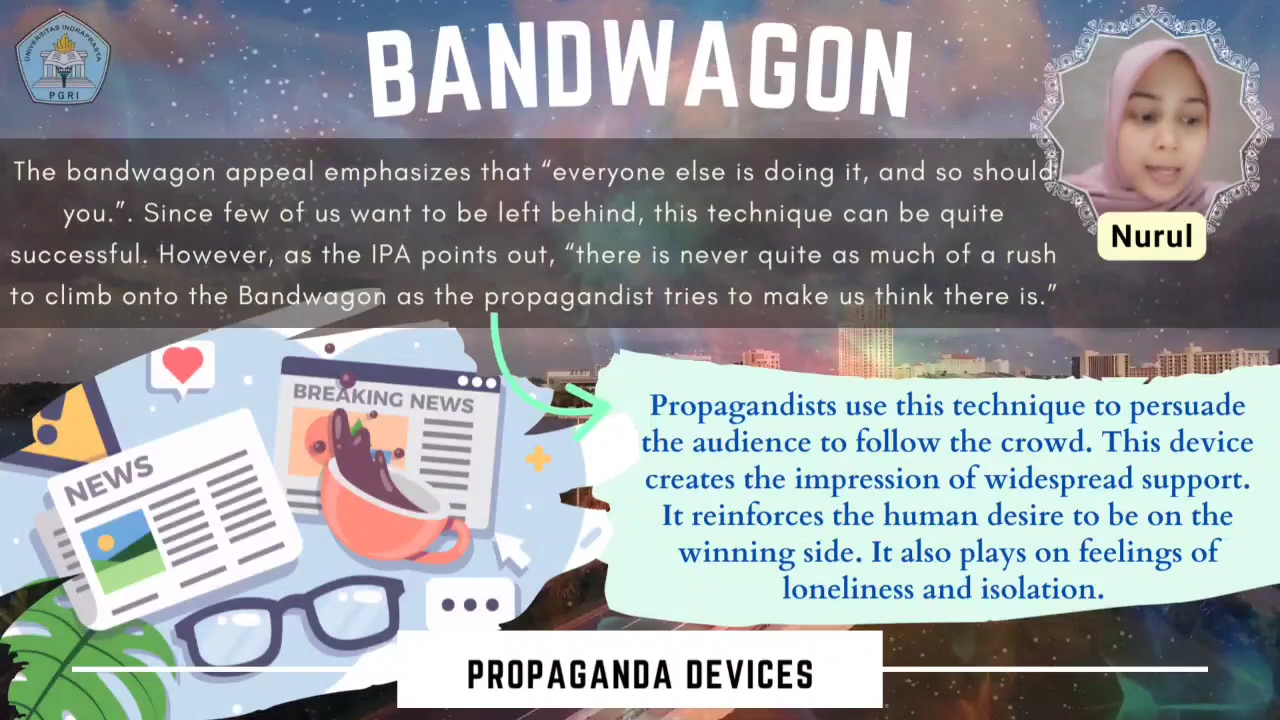 UNIVERSITAS INDRAPRASTA
PGRI
BANDWAGON
The bandwagon appeal emphasizes that “everyone else is doing it, and so should
you.”. Since few of us want to be left behind, this technique can be quite
successful. However, as the IPA points out, “there is never quite as much of a rush
to climb onto the Bandwagon as the propagandist tries to make us think there is.”
Nurul
BREAKING NEWS
NEWS
Propagandists use this technique to persuade
the audience to follow the crowd. This device
creates the impression of widespread support.
It reinforces the human desire to be on the
winning side. It also plays on feelings of
loneliness and isolation.
PROPAGANDA DEVICES